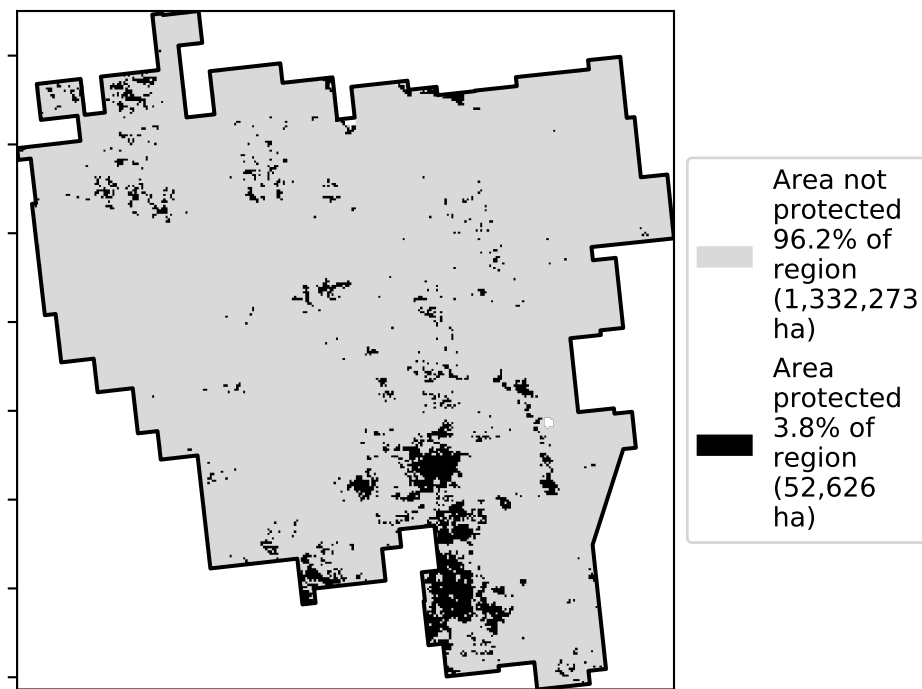 Area not
protected
96.2% of
region
(1,332,273
ha)
Area
protected
3.8% of
region
(52,626
ha)